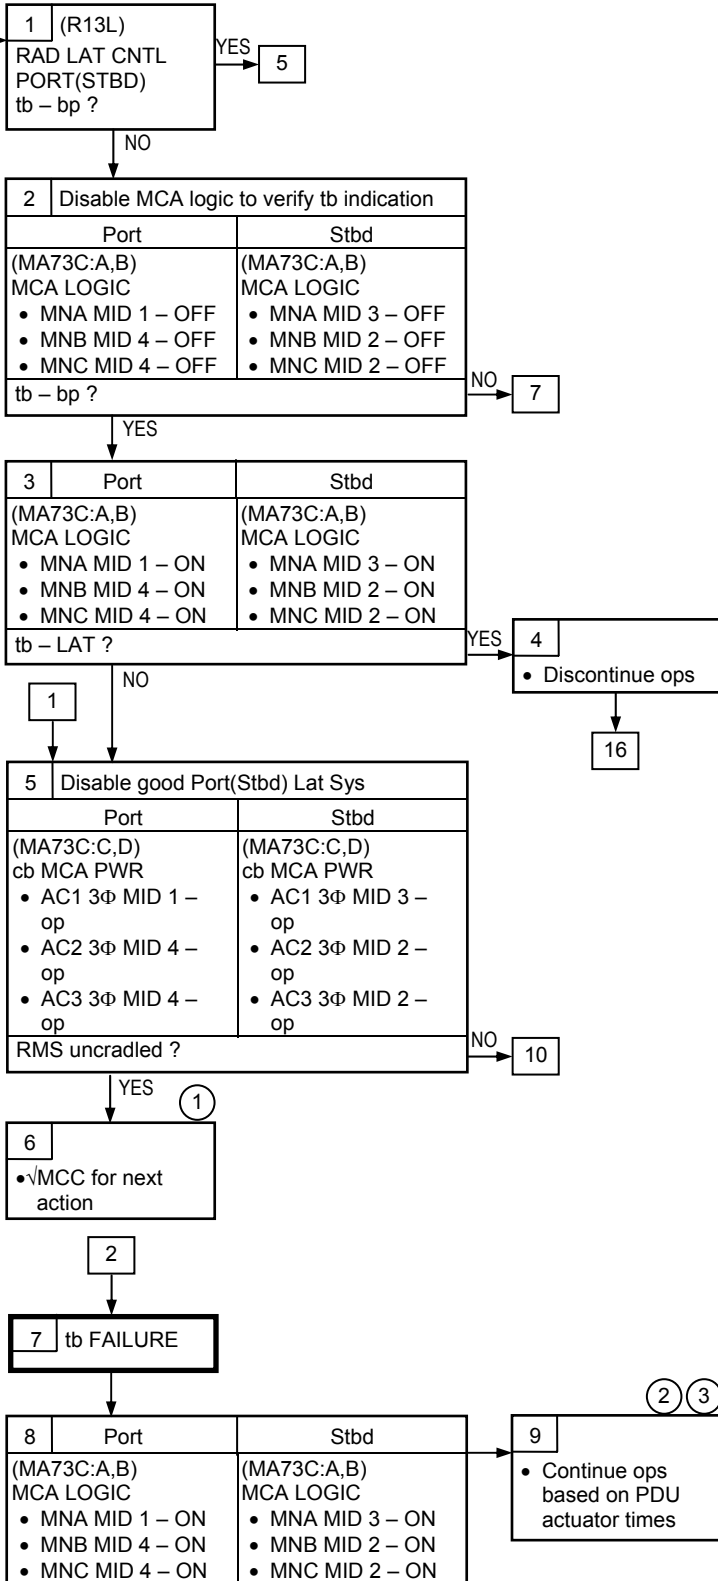 1 (R13L)
RAD LAT CNTL
PORT(STBD)
tb – bp ?
YES
5
NO
2 Disable MCA logic to verify tb indication
Port Stbd
(MA73C:A,B) (MA73C:A,B)
MCA LOGIC MCA LOGIC
• MNA MID 1 – OFF • MNA MID 3 – OFF
• MNB MID 4 – OFF • MNB MID 2 – OFF
• MNC MID 4 – OFF • MNC MID 2 – OFF
tb – bp ?
NO
7
YES
3 Port Stbd
(MA73C:A,B) (MA73C:A,B)
MCA LOGIC MCA LOGIC
• MNA MID 1 – ON • MNA MID 3 – ON
• MNB MID 4 – ON • MNB MID 2 – ON
• MNC MID 4 – ON • MNC MID 2 – ON
tb – LAT ?
YES
4
• Discontinue ops
16
NO
1
5 Disable good Port(Stbd) Lat Sys
Port Stbd
(MA73C:C,D) (MA73C:C,D)
cb MCA PWR cb MCA PWR
• AC1 3Φ MID 1 – • AC1 3Φ MID 3 –
op op
• AC2 3Φ MID 4 – • AC2 3Φ MID 2 –
op op
• AC3 3Φ MID 4 – • AC3 3Φ MID 2 –
op op
RMS uncradled ?
NO
10
YES
1
6
•√MCC for next
action
2
7 tb FAILURE
8 Port Stbd
(MA73C:A,B) (MA73C:A,B)
MCA LOGIC MCA LOGIC
• MNA MID 1 – ON • MNA MID 3 – ON
• MNB MID 4 – ON • MNB MID 2 – ON
• MNC MID 4 – ON • MNC MID 2 – ON
2 3
9
• Continue ops
based on PDU
actuator times